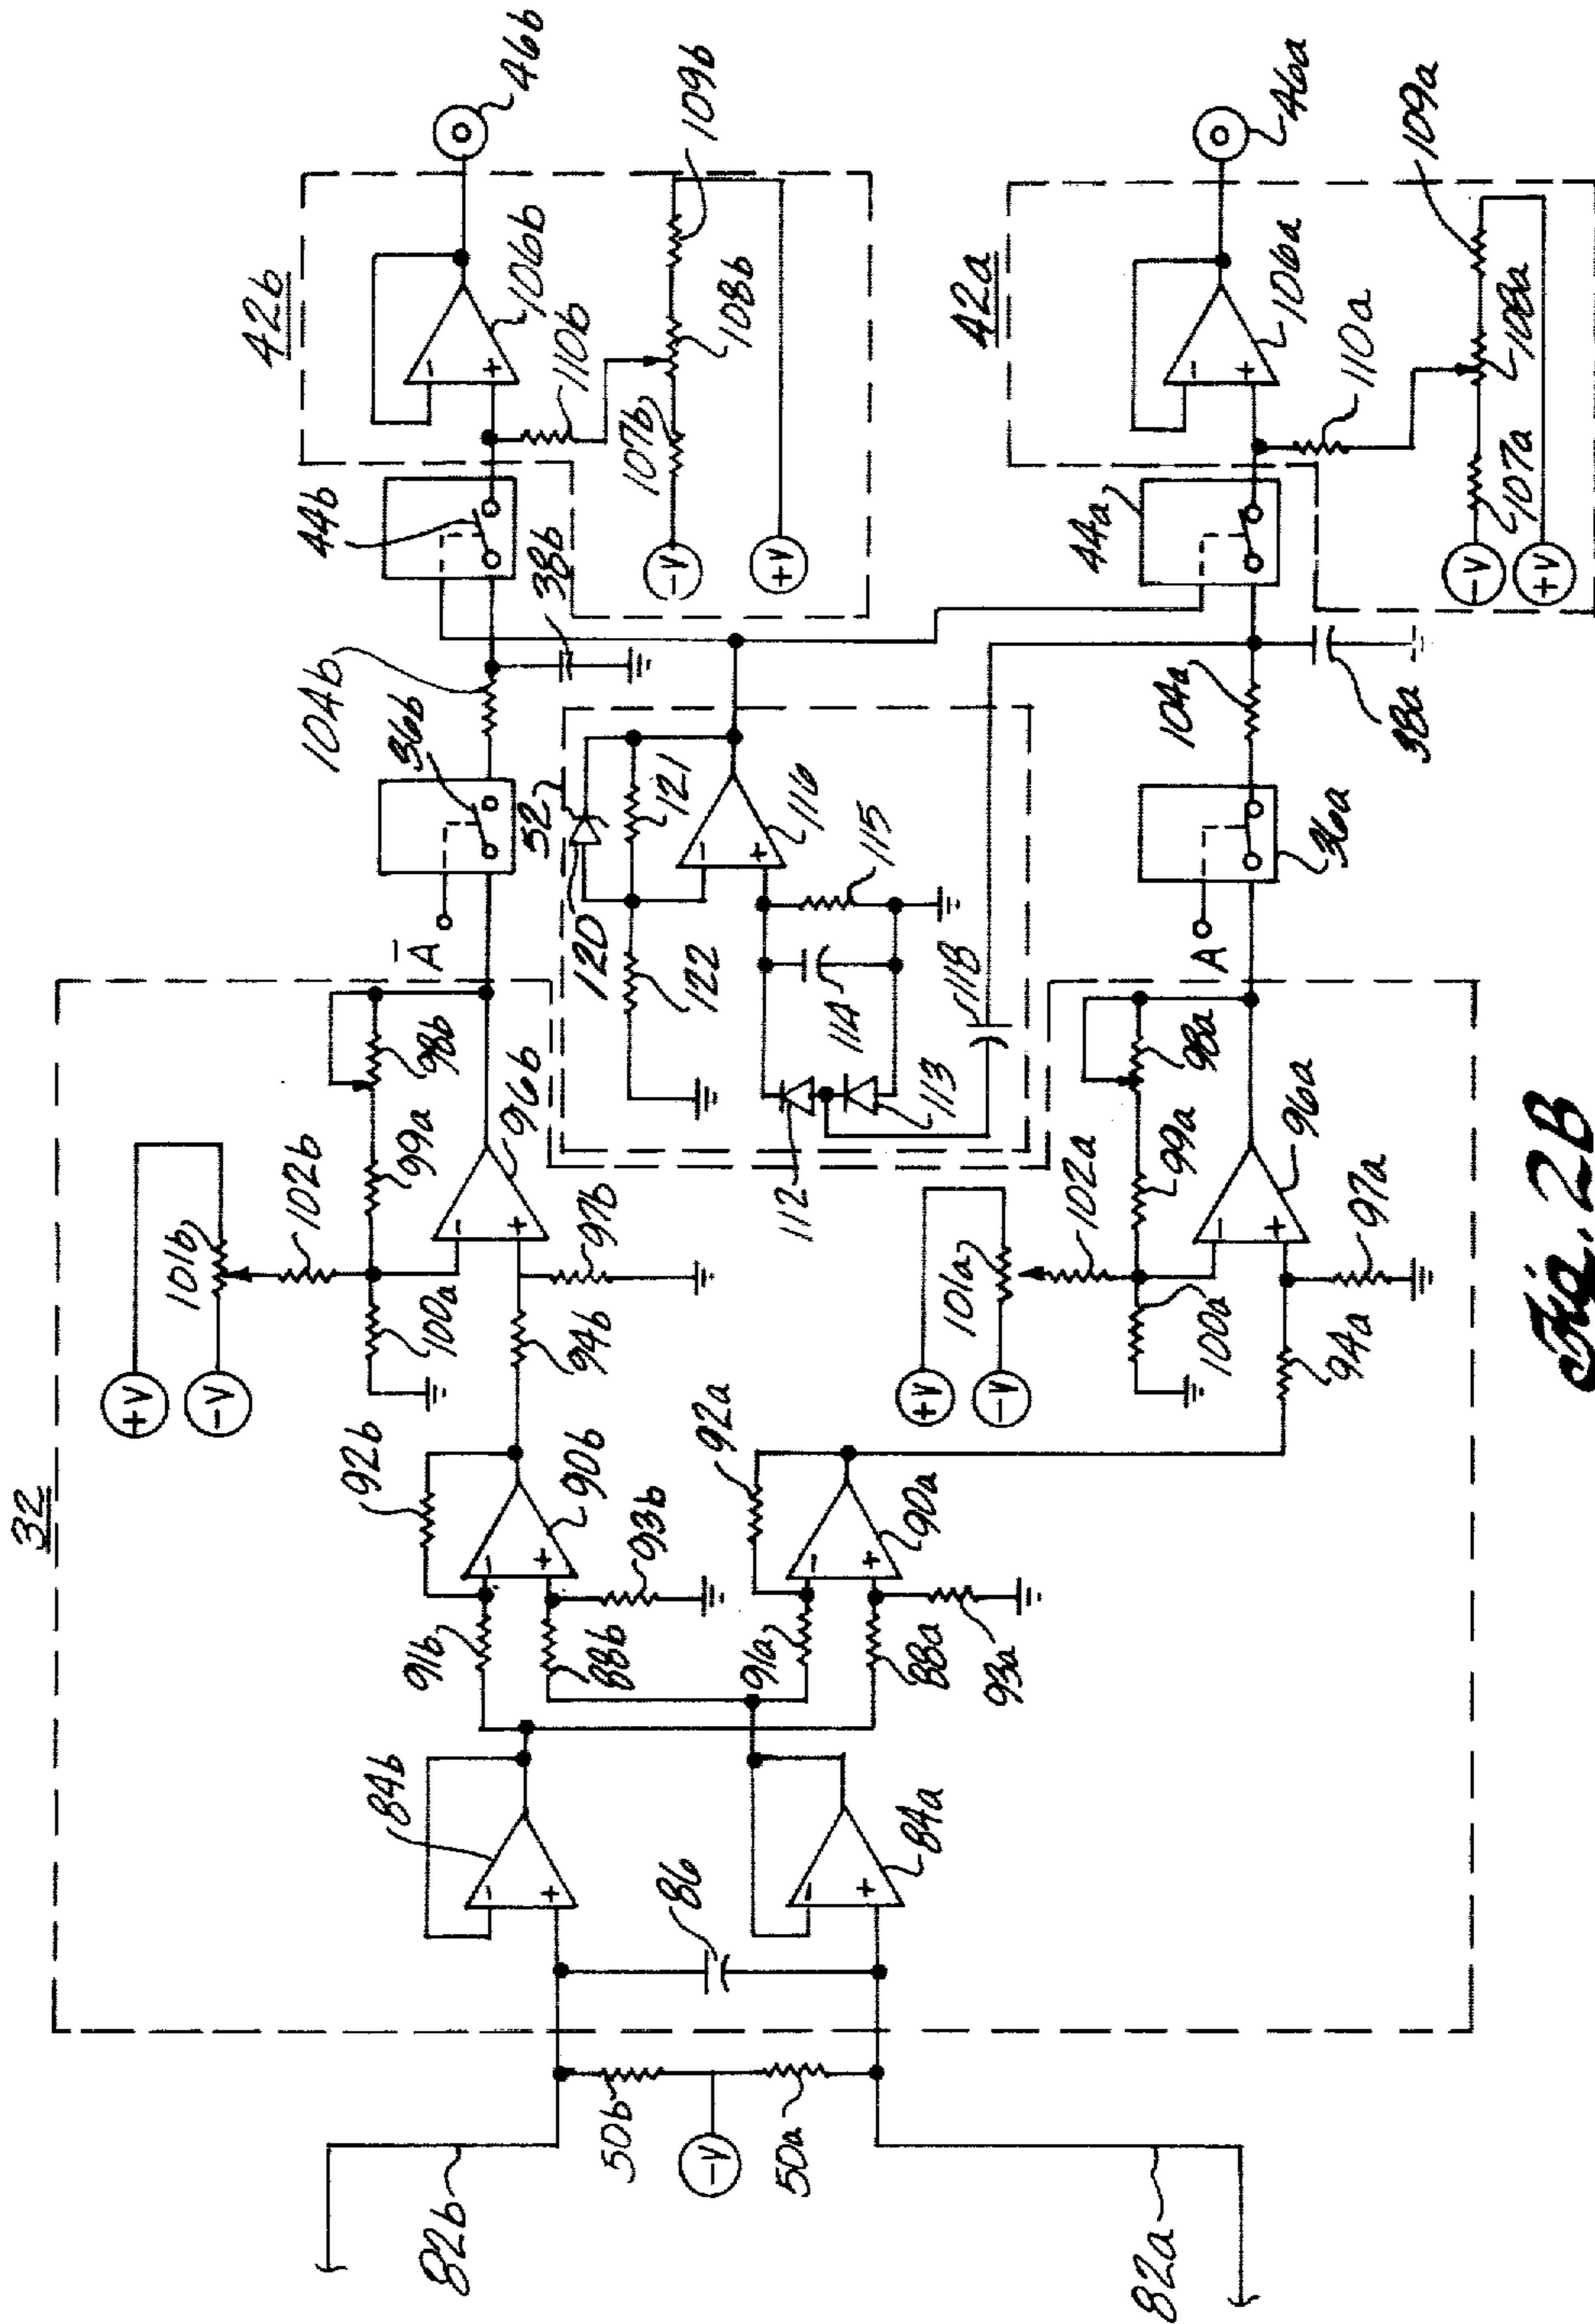 32
+V
-V
101b
102b
42b
44b
46b
104b
36b
98b
99a
100a
92b
84b
82b
106b
Ā
52
96b
110b
109b
38b
107b
108b
91b
90b
94b
97b
120
121
-V
88b
93b
50b
122
116
+V
86
-V
92a
115
114
112
113
118
50a
91a
90a
84a
88a
93a
+V
-V
101a
102a
42a
44a
82a
100a
99a
98a
A
104a
46a
96a
36a
106a
94a
97a
38a
110a
109a
-V
107a
108a
+V
Fig. 2B